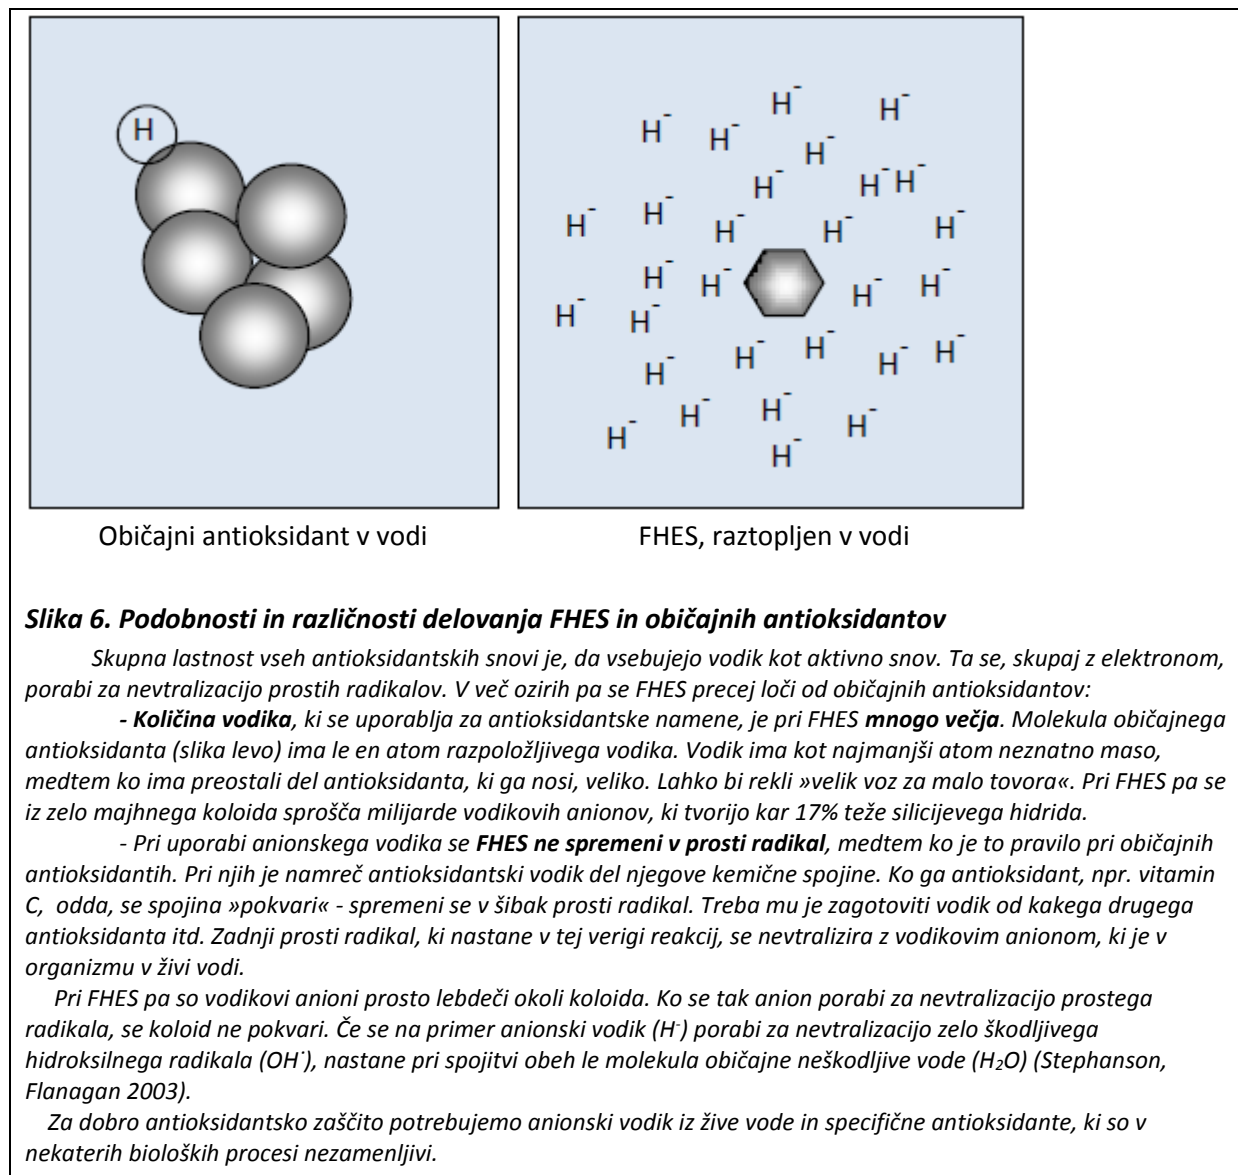 H
H⁻ H⁻
H⁻ H⁻ H⁻
H⁻ H⁻ H⁻
H⁻ H⁻ H⁻ H⁻ H⁻
H⁻ H⁻ H⁻ H⁻
H⁻ H⁻ H⁻ H⁻
H⁻ H⁻ H⁻ H⁻
H⁻ H⁻ H⁻
H⁻ H⁻ H⁻
Običajni antioksidant v vodi
FHES, raztopljen v vodi
Slika 6. Podobnosti in različnosti delovanja FHES in običajnih antioksidantov
Skupna lastnost vseh antioksidantskih snovi je, da vsebujejo vodik kot aktivno snov. Ta se, skupaj z elektronom,
porabi za nevtralizacijo prostih radikalov. V več ozirih pa se FHES precej loči od običajnih antioksidantov:
- Količina vodika, ki se uporablja za antioksidantske namene, je pri FHES mnogo večja. Molekula običajnega
antioksidanta (slika levo) ima le en atom razpoložljivega vodika. Vodik ima kot najmanjši atom neznatno maso,
medtem ko ima preostali del antioksidanta, ki ga nosi, veliko. Lahko bi rekli »velik voz za malo tovora«. Pri FHES pa se
iz zelo majhnega koloida sprošča milijarde vodikovih anionov, ki tvorijo kar 17% teže silicijevega hidrida.
- Pri uporabi anionskega vodika se FHES ne spremeni v prosti radikal, medtem ko je to pravilo pri običajnih
antioksidantih. Pri njih je namreč antioksidantski vodik del njegove kemične spojine. Ko ga antioksidant, npr. vitamin
C, odda, se spojina »pokvari« - spremeni se v šibak prosti radikal. Treba mu je zagotoviti vodik od kakega drugega
antioksidanta itd. Zadnji prosti radikal, ki nastane v tej verigi reakcij, se nevtralizira z vodikovim anionom, ki je v
organizmu v živi vodi.
Pri FHES pa so vodikovi anioni prosto lebdeči okoli koloida. Ko se tak anion porabi za nevtralizacijo prostega
radikala, se koloid ne pokvari. Če se na primer anionski vodik (H⁻) porabi za nevtralizacijo zelo škodljivega
hidroksilnega radikala (OH˙), nastane pri spojitvi obeh le molekula običajne neškodljive vode (H₂O) (Stephanson,
Flanagan 2003).
Za dobro antioksidantsko zaščito potrebujemo anionski vodik iz žive vode in specifične antioksidante, ki so v
nekaterih bioloških procesi nezamenljivi.